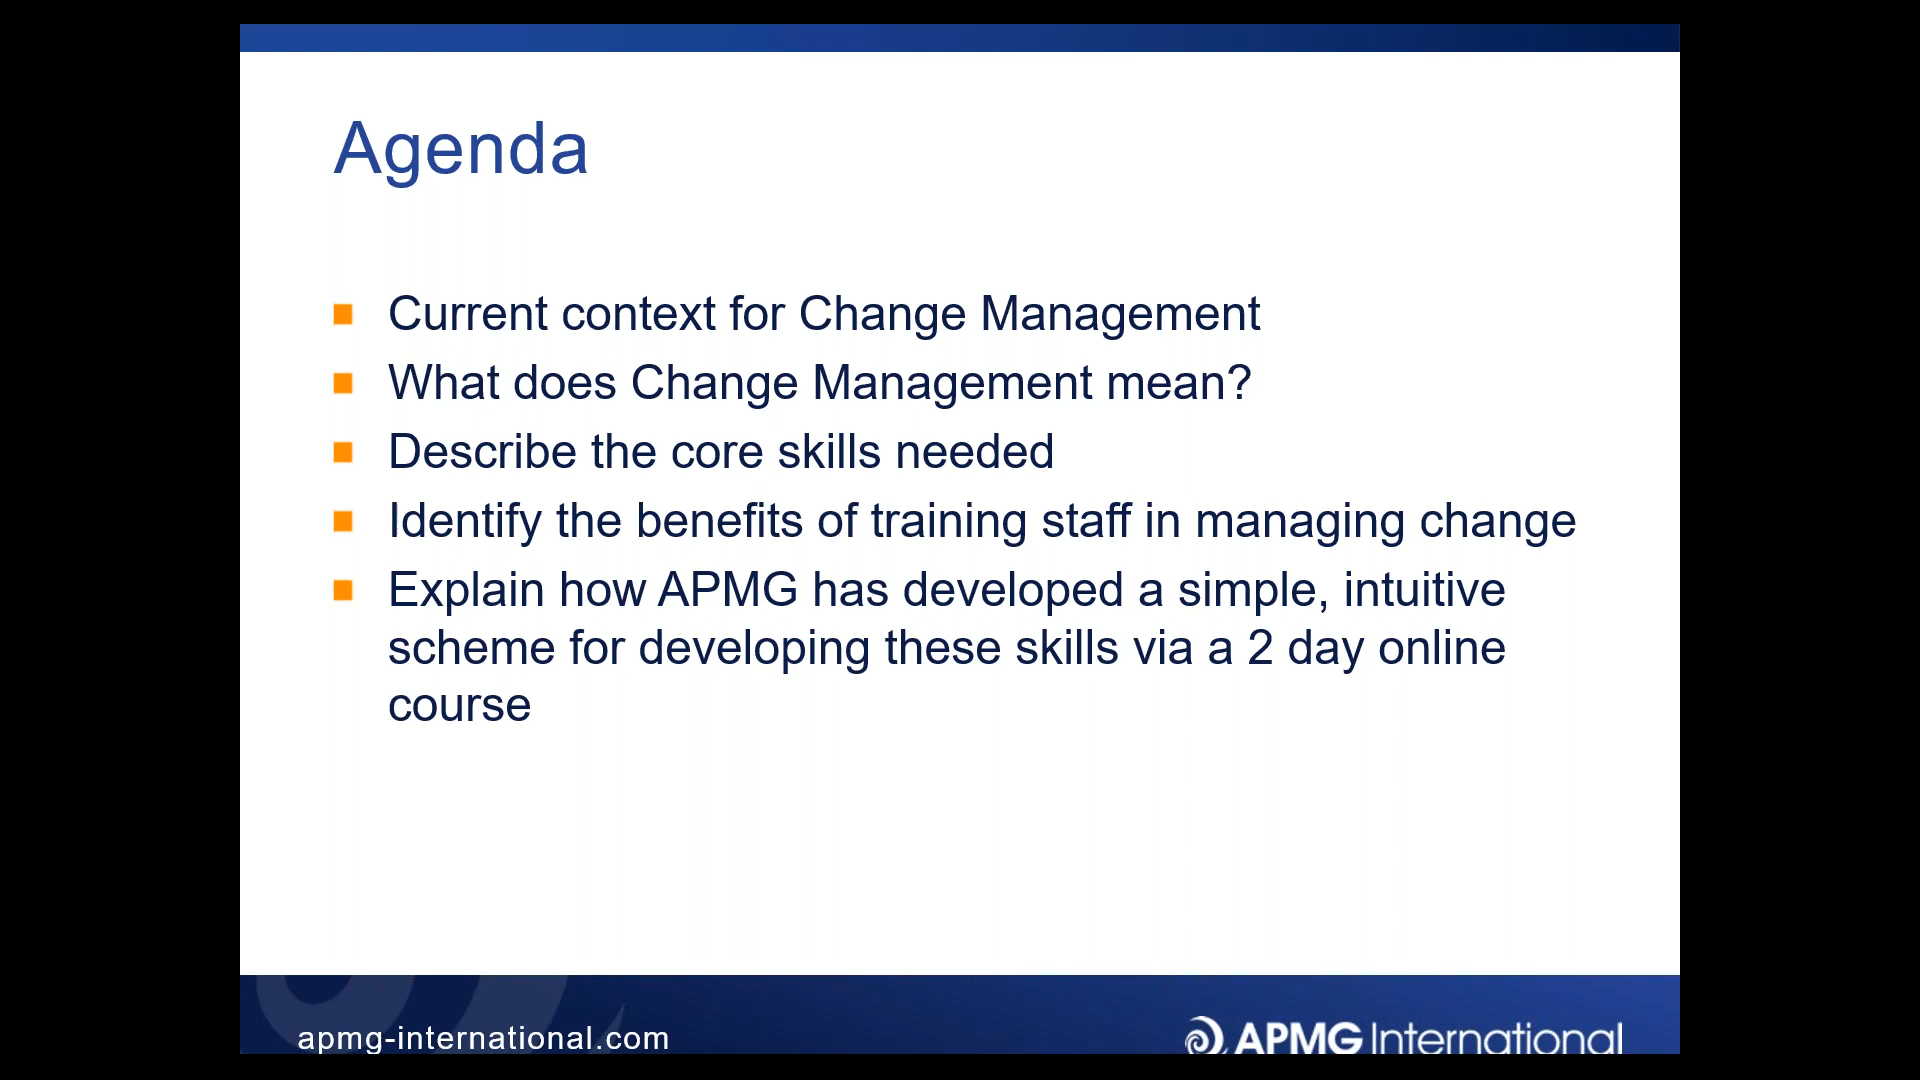 Agenda
Current context for Change Management
What does Change Management mean?
Describe the core skills needed
Identify the benefits of training staff in managing change
Explain how APMG has developed a simple, intuitive
scheme for developing these skills via a 2 day online
course
apmg-international.com
APMG International